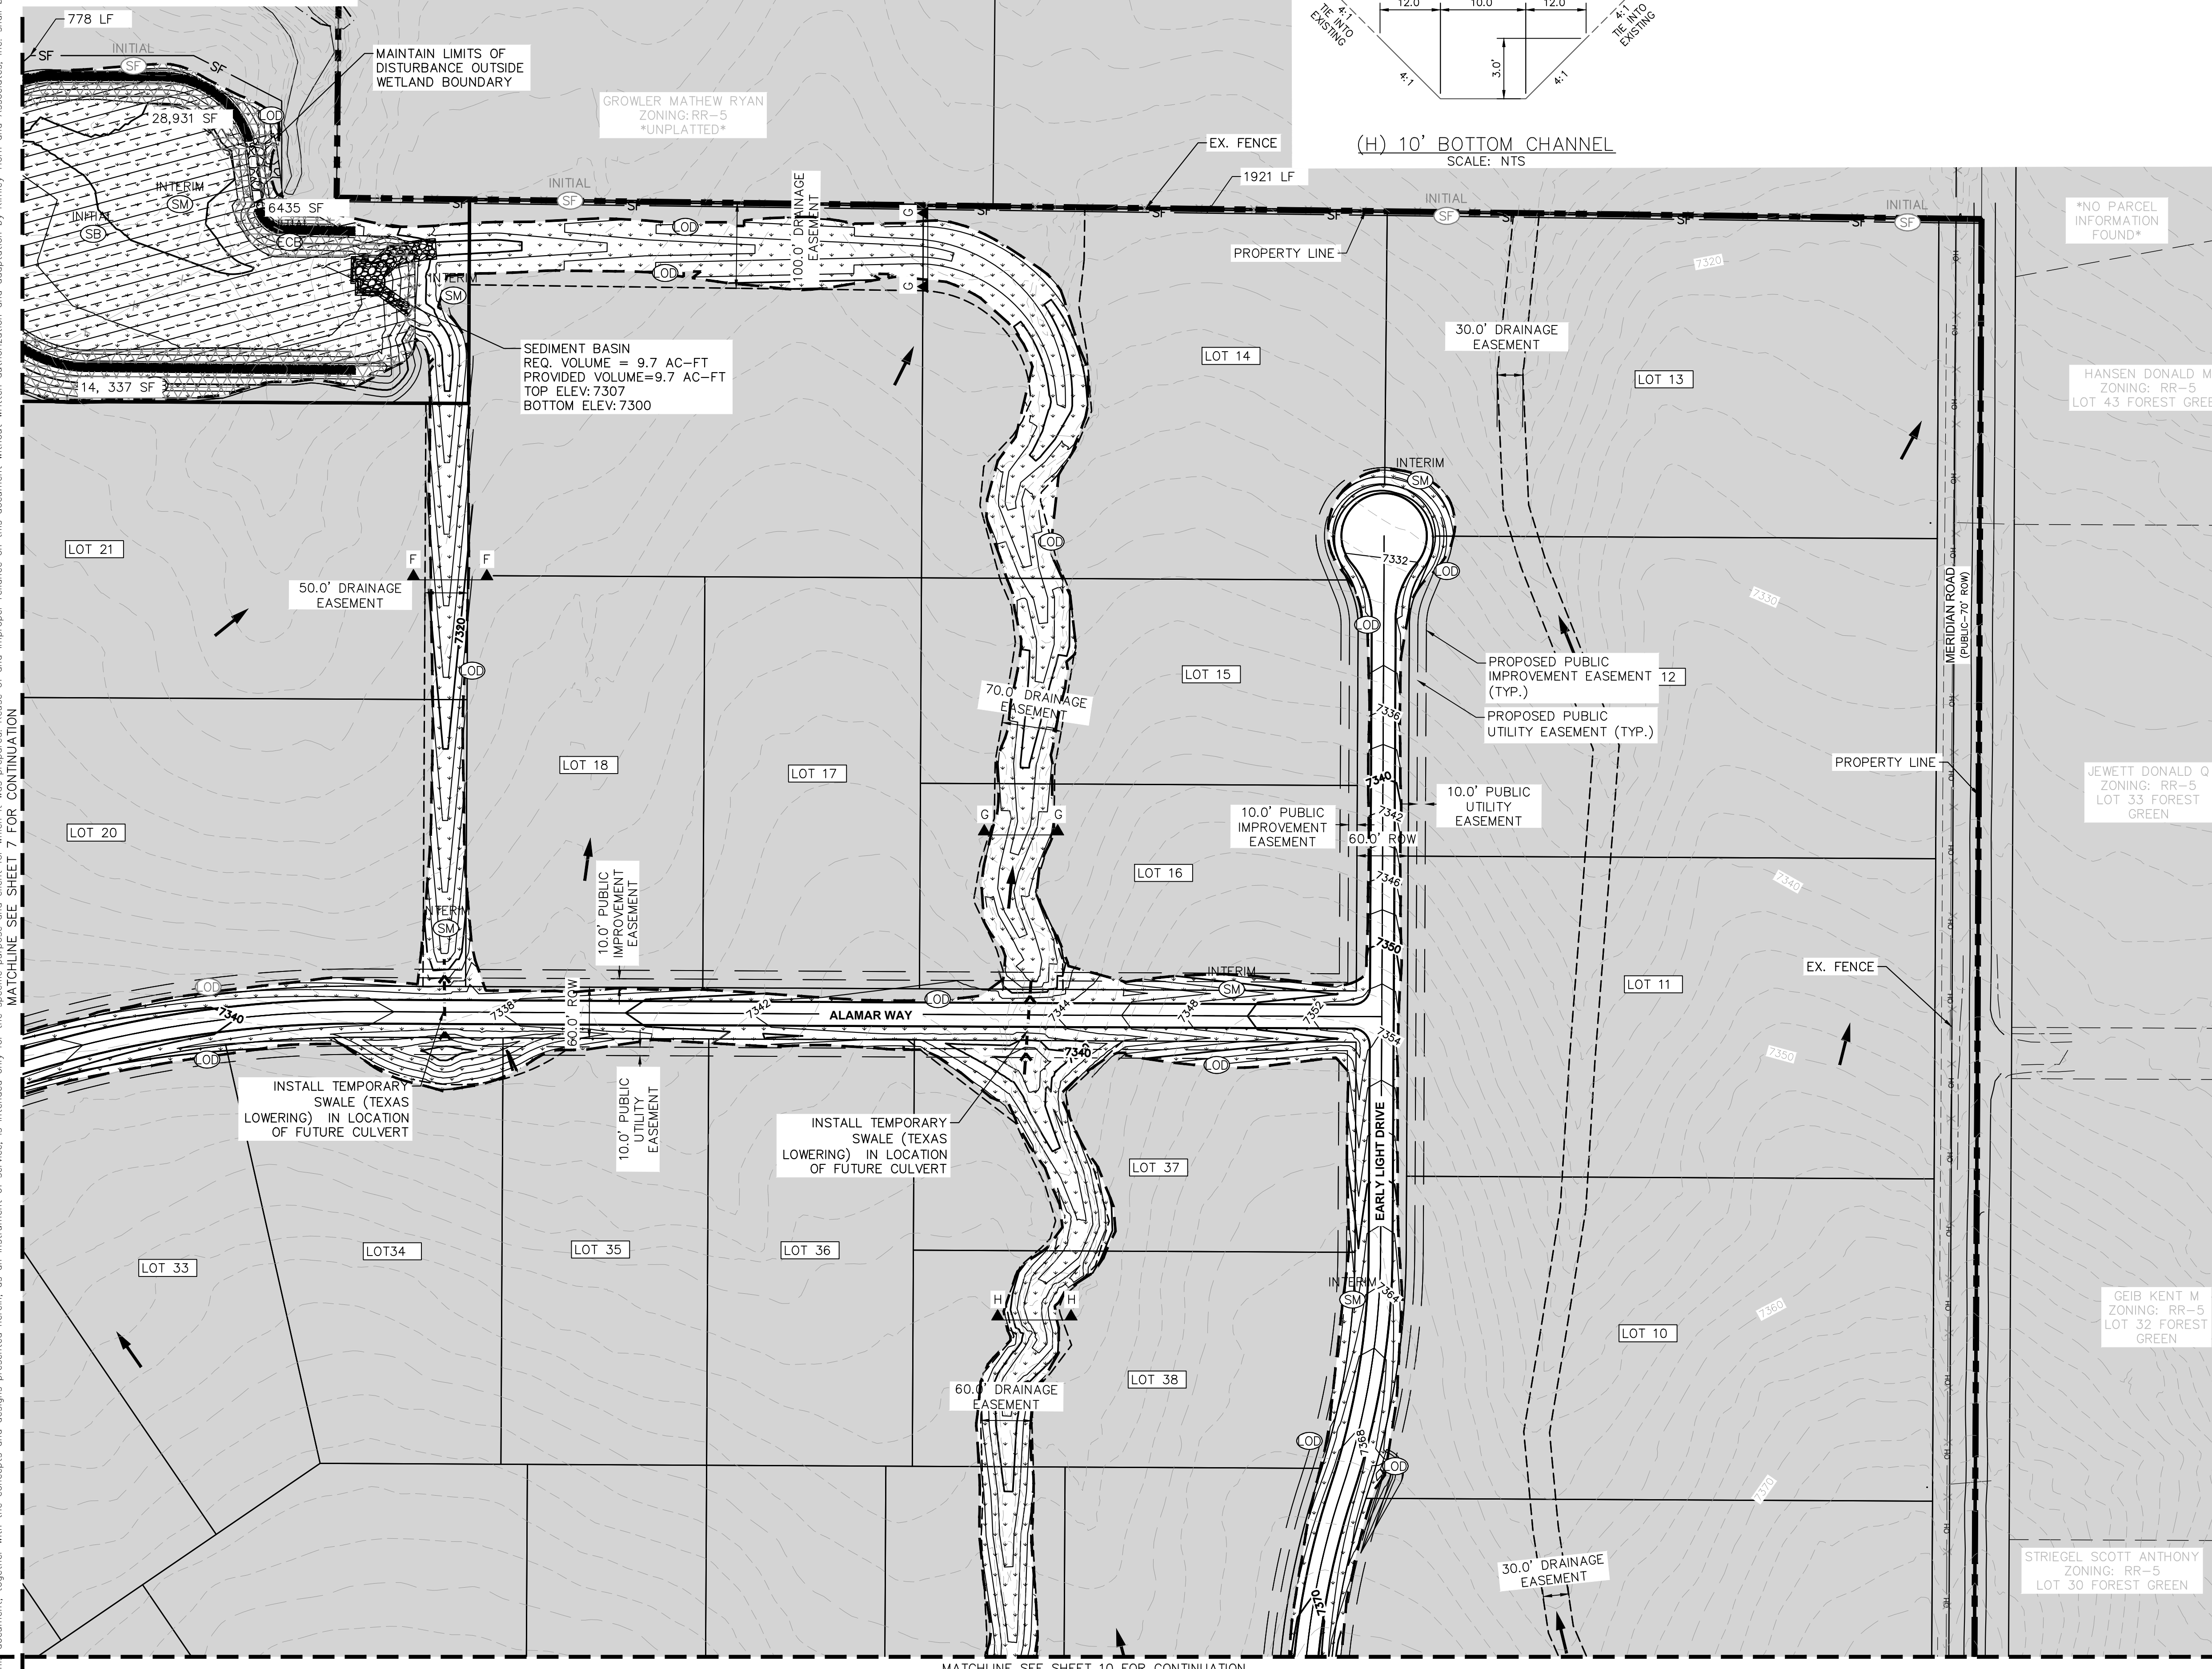 778 LF
SF
INITIAL
SF
SF
MAINTAIN LIMITS OF
DISTURBANCE OUTSIDE
WETLAND BOUNDARY
28,931 SF
LOD
GROWLER MATHEW RYAN
ZONING: RR-5
*UNPLATTED*
12.0
10.0
12.0
4:1
TIE INTO
EXISTING
4:1
TIE INTO
EXISTING
4:1
3.0'
4:1
(H) 10' BOTTOM CHANNEL
SCALE: NTS
EX. FENCE
1921 LF
PROPERTY LINE
INTERIM
SM
INITIAL
SB
6435 SF
ECB
14, 337 SF
INTERIM
SM
INITIAL
SF
SF
SF
LOD
LOD
100.0' DRAINAGE
EASEMENT
G
G
SF
SF
SF
INITIAL
SF
SF
SF
SF
INITIAL
SF
*NO PARCEL
INFORMATION
FOUND*
7320
SEDIMENT BASIN
REQ. VOLUME = 9.7 AC-FT
PROVIDED VOLUME=9.7 AC-FT
TOP ELEV: 7307
BOTTOM ELEV: 7300
LOT 14
30.0' DRAINAGE
EASEMENT
LOT 13
HANSEN DONALD M
ZONING: RR-5
LOT 43 FOREST GREE
INTERIM
SM
LOT 21
F
F
50.0' DRAINAGE
EASEMENT
7320
LOD
LOD
7332
LOD
LOD
7330
MERIDIAN ROAD
(PUBLIC-70' ROW)
LOT 15
70.0' DRAINAGE
EASEMENT
PROPOSED PUBLIC
IMPROVEMENT EASEMENT
(TYP.)
12
PROPOSED PUBLIC
UTILITY EASEMENT (TYP.)
7336
7340
7342
PROPERTY LINE
LOT 18
LOT 17
LOT 20
G
G
10.0' PUBLIC
IMPROVEMENT
EASEMENT
60.0' ROW
10.0' PUBLIC
UTILITY
EASEMENT
JEWETT DONALD Q
ZONING: RR-5
LOT 33 FOREST
GREEN
LOT 16
7346
7340
7350
10.0' PUBLIC
IMPROVEMENT
EASEMENT
NTERIM
SM
LOD
7340
LOD
7338
60.0' ROW
7342
ALAMAR WAY
LOD
7344
7348
INTERIM
SM
7352
7354
7340
LOD
EX. FENCE
LOT 11
7350
MATCHLINE SEE SHEET 7 FOR CONTINUATION
INSTALL TEMPORARY
SWALE (TEXAS
LOWERING) IN LOCATION
OF FUTURE CULVERT
10.0' PUBLIC
UTILITY
EASEMENT
INSTALL TEMPORARY
SWALE (TEXAS
LOWERING) IN LOCATION
OF FUTURE CULVERT
EARLY LIGHT DRIVE
LOT 37
LOT 33
LOT34
LOT 35
LOT 36
H
H
INTERIM
SM
7364
LOT 10
7360
GEIB KENT M
ZONING: RR-5
LOT 32 FOREST
GREEN
LOT 38
60.0' DRAINAGE
EASEMENT
LOD
7368
LOD
7370
7370
30.0' DRAINAGE
EASEMENT
STRIEGEL SCOTT ANTHONY
ZONING: RR-5
LOT 30 FOREST GREEN
MATCHLINE SEE SHEET 10 FOR CONTINUATION